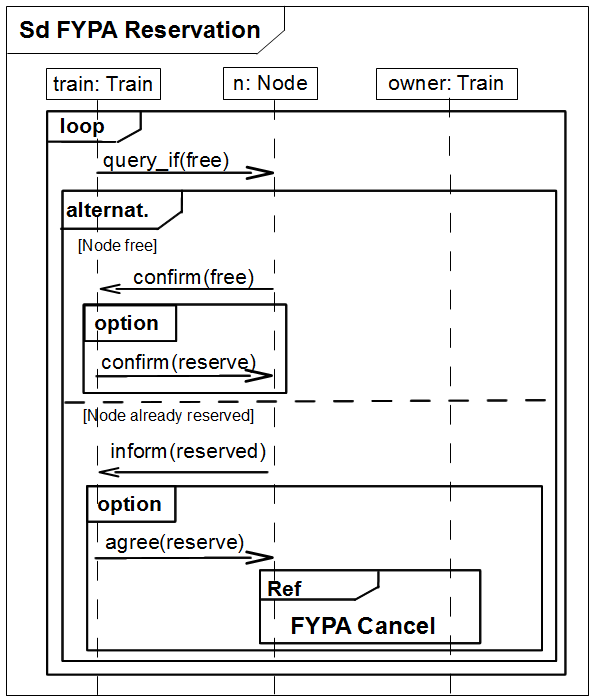 Sd FYPA Reservation
train: Train
n: Node
owner: Train
loop
query_if(free)
alternat.
[Node free]
confirm(free)
option
confirm(reserve)
[Node already reserved]
inform(reserved)
option
agree(reserve)
Ref
FYPA Cancel